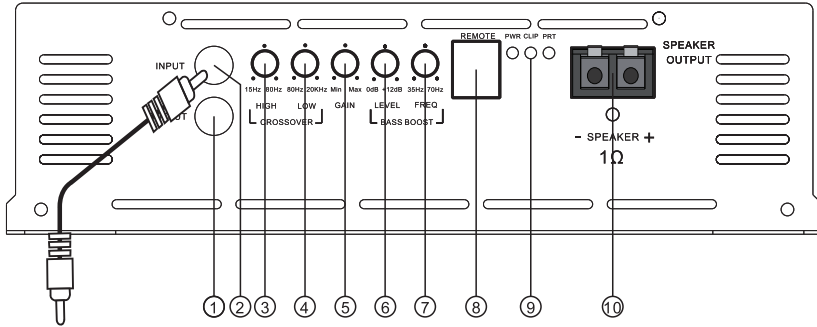 REMOTE PWR CLIP PRT
SPEAKER
OUTPUT
INPUT
15Hz 80Hz 80Hz 20KHz Min Max 0dB +12dB 35Hz 70Hz
HIGH LOW GAIN LEVEL FREQ
CROSSOVER BASS BOOST
- SPEAKER +
1Ω
1 2 3 4 5 6 7 8 9 10